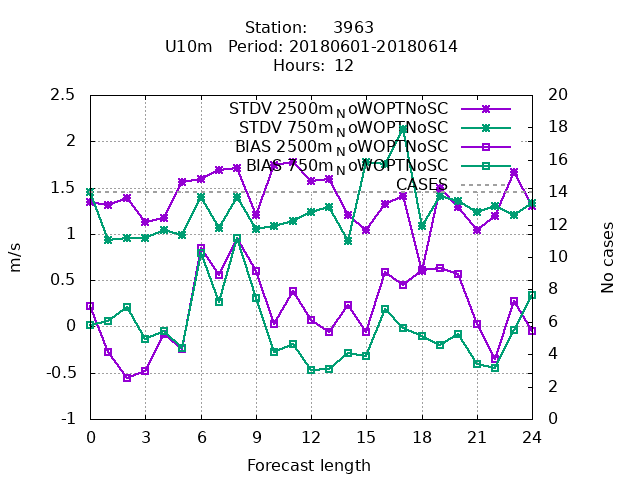 Station: 3963
U10m Period: 20180601-20180614
Hours: 12
STDV 2500m_NoWOPTNoSC
STDV 750m_NoWOPTNoSC
BIAS 2500m_NoWOPTNoSC
BIAS 750m_NoWOPTNoSC
CASES
2.5
2
1.5
1
0.5
0
-0.5
-1
m/s
20
18
16
14
12
10
8
6
4
2
0
No cases
0 3 6 9 12 15 18 21 24
Forecast length